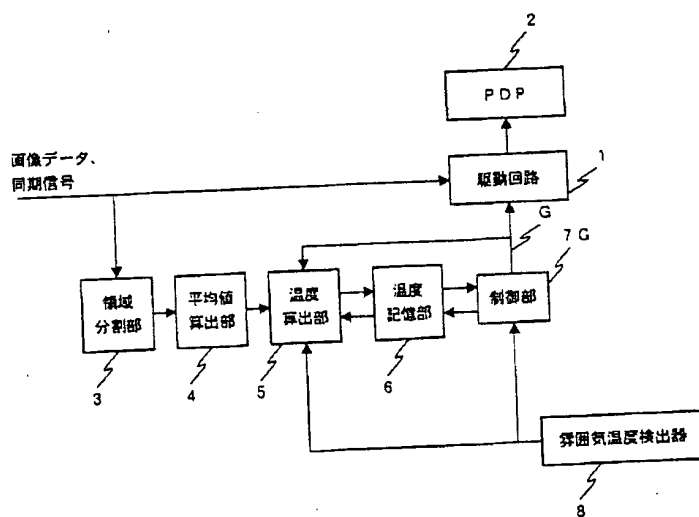 2
PDP
画像データ、
同期信号
1
駆動回路
G
7G
領域
分割部
平均値
算出部
温度
算出部
温度
記憶部
制御部
3
4
5
6
雰囲気温度検出器
8